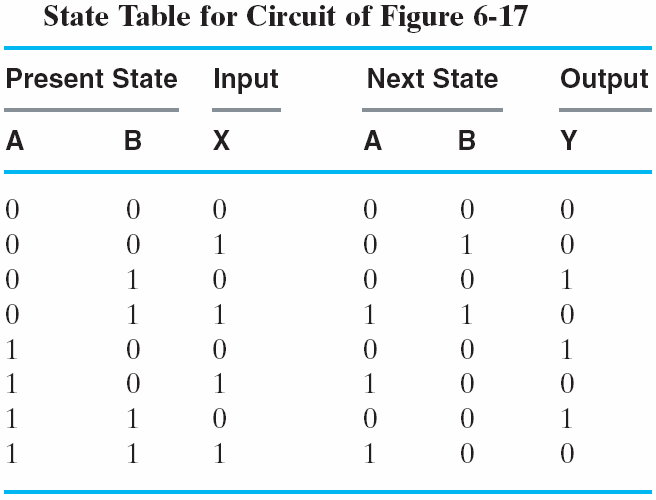 State Table for Circuit of Figure 6-17
Present State Input Next State Output
A B X A B Y
0 0 0 0 0 0
0 0 1 0 1 0
0 1 0 0 0 1
0 1 1 1 1 0
1 0 0 0 0 1
1 0 1 1 0 0
1 1 0 0 0 1
1 1 1 1 0 0